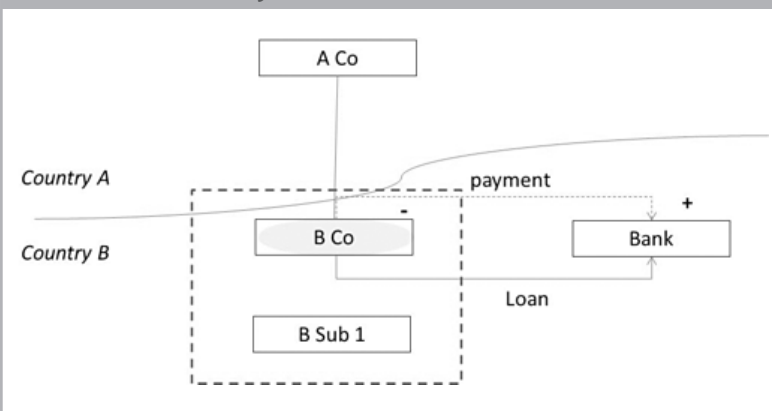 A Co
Country A
payment
-
+
B Co
Bank
Country B
Loan
B Sub 1